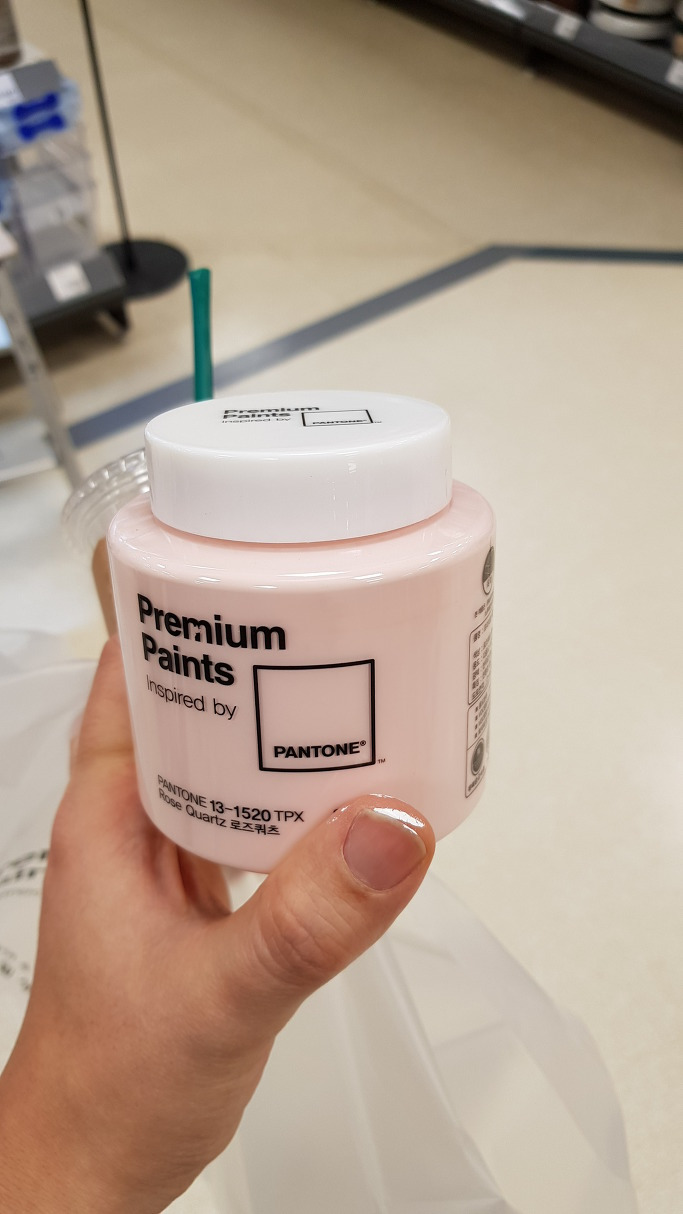 Premium
Paints
Inspired by
PANTONE
Premium
Paints
Inspired by
PANTONE®
™
PANTONE 13-1520 TPX
Rose Quartz 로즈쿼츠